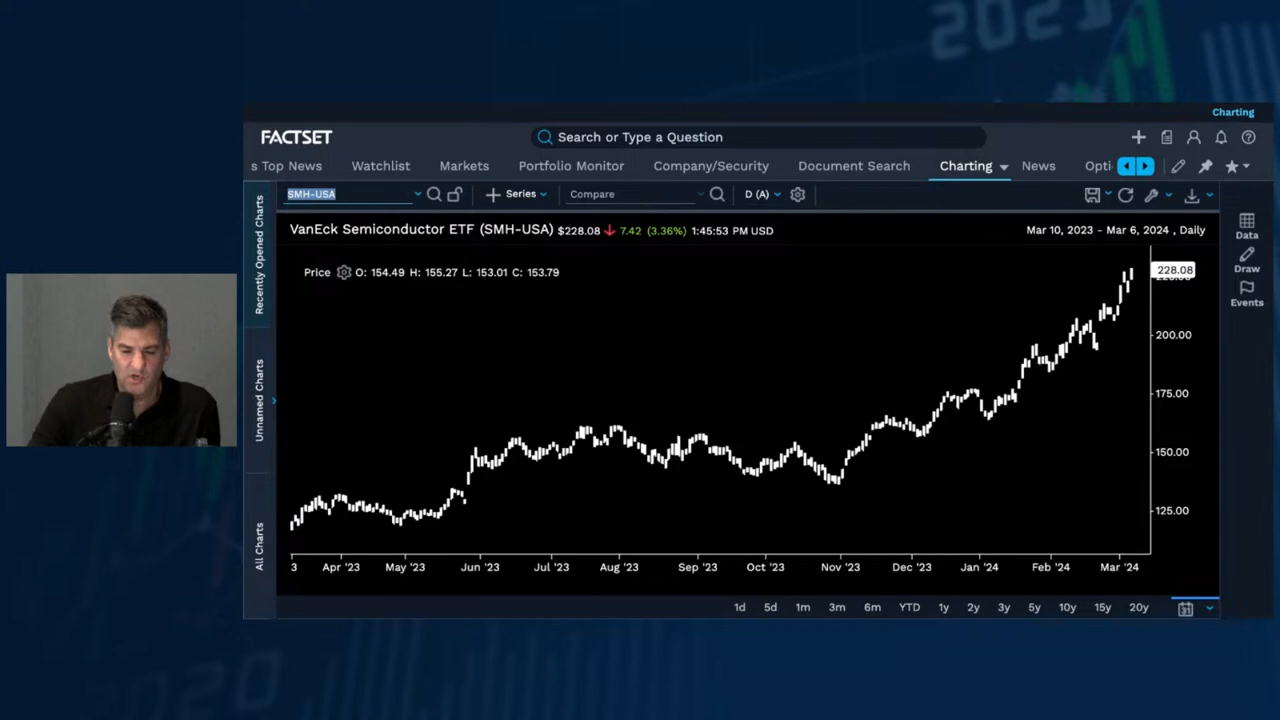 2021
Charting
FACTSET
Search or Type a Question
s Top News Watchlist Markets Portfolio Monitor Company/Security Document Search Charting News Opti
SMH-USA Series Compare D (A)
VanEck Semiconductor ETF (SMH-USA) $228.08 7.42 (3.36%) 1:45:53 PM USD
Mar 10, 2023 - Mar 6, 2024 , Daily
Price O: 154.49 H: 155.27 L: 153.01 C: 153.79
Recently Opened Charts
Unnamed Charts
All Charts
Data
Draw
Events
228.08
200.00
175.00
150.00
125.00
3 Apr '23 May '23 Jun '23 Jul '23 Aug '23 Sep '23 Oct '23 Nov '23 Dec '23 Jan '24 Feb '24 Mar '24
1d 5d 1m 3m 6m YTD 1y 2y 3y 5y 10y 15y 20y
31
2020